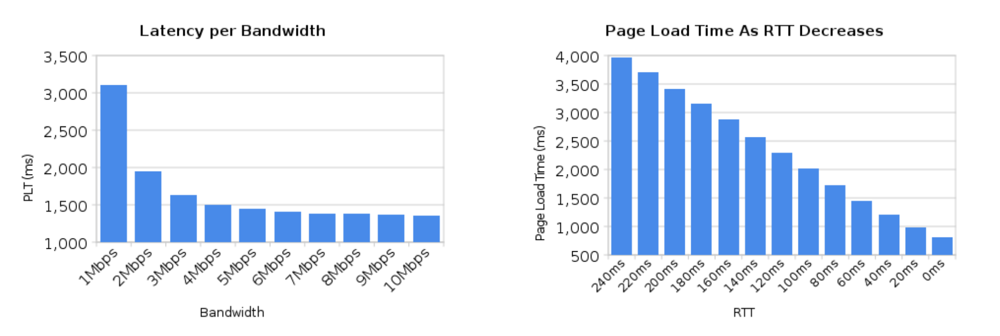 Latency per Bandwidth
3,500
3,000
2,500
2,000
1,500
1,000
PLT (ms)
1Mbps
2Mbps
3Mbps
4Mbps
5Mbps
6Mbps
7Mbps
8Mbps
9Mbps
10Mbps
Bandwidth
Page Load Time As RTT Decreases
4,000
3,500
3,000
2,500
2,000
1,500
1,000
500
Page Load Time (ms)
240ms
220ms
200ms
180ms
160ms
140ms
120ms
100ms
80ms
60ms
40ms
20ms
0ms
RTT